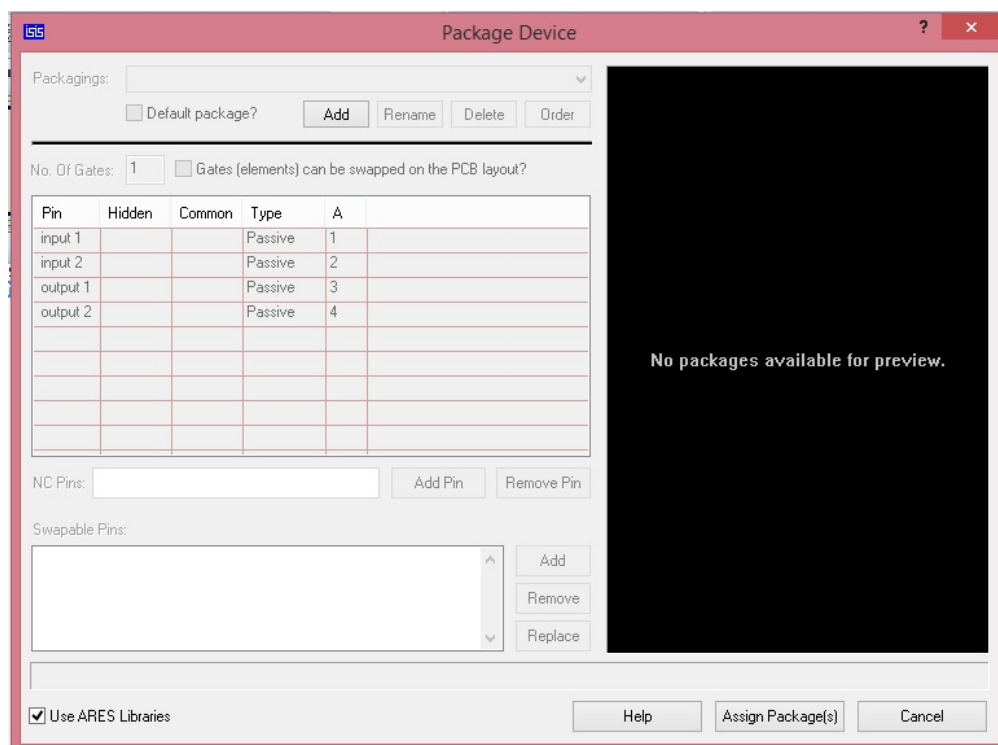 isis Package Device ? ×
Packagings:
Default package? Add Rename Delete Order
No. Of Gates: 1 Gates (elements) can be swapped on the PCB layout?
Pin Hidden Common Type A
input 1 Passive 1
input 2 Passive 2
output 1 Passive 3
output 2 Passive 4
No packages available for preview.
NC Pins: Add Pin Remove Pin
Swapable Pins:
Add
Remove
Replace
Use ARES Libraries Help Assign Package(s) Cancel